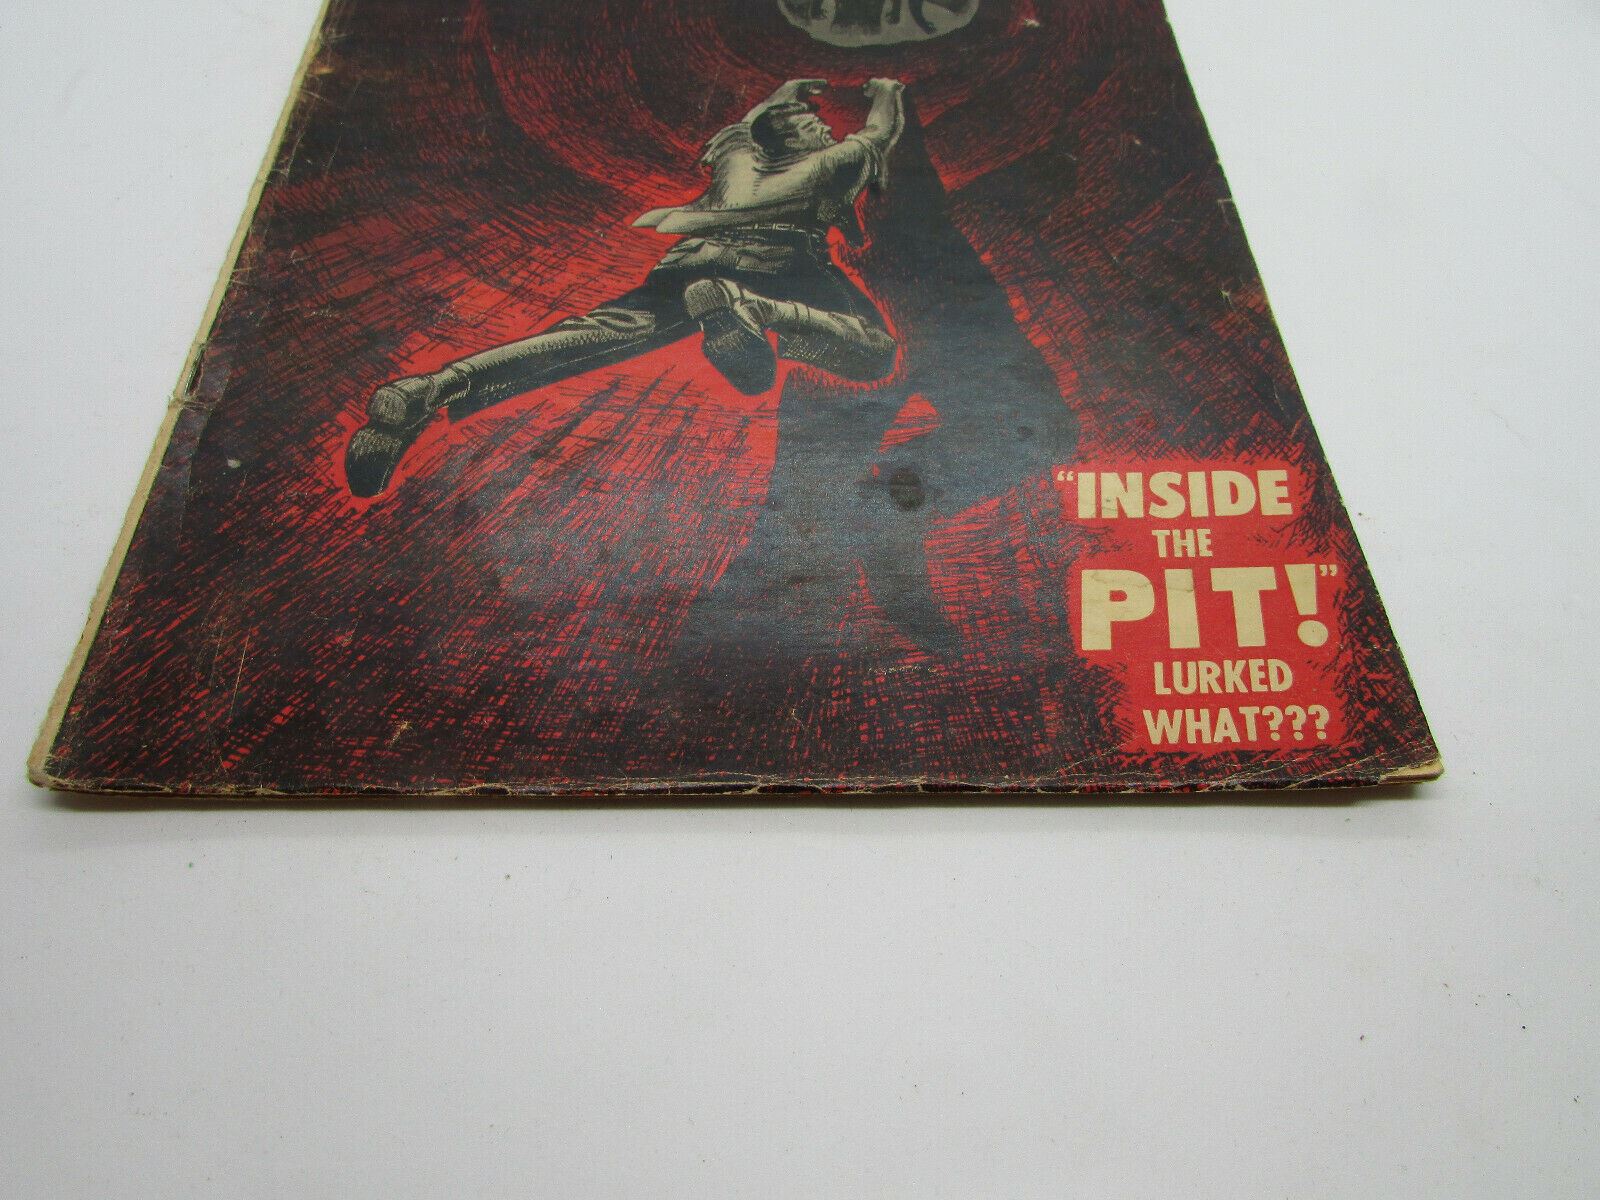 “INSIDE
THE
PIT!”
LURKED
WHAT???